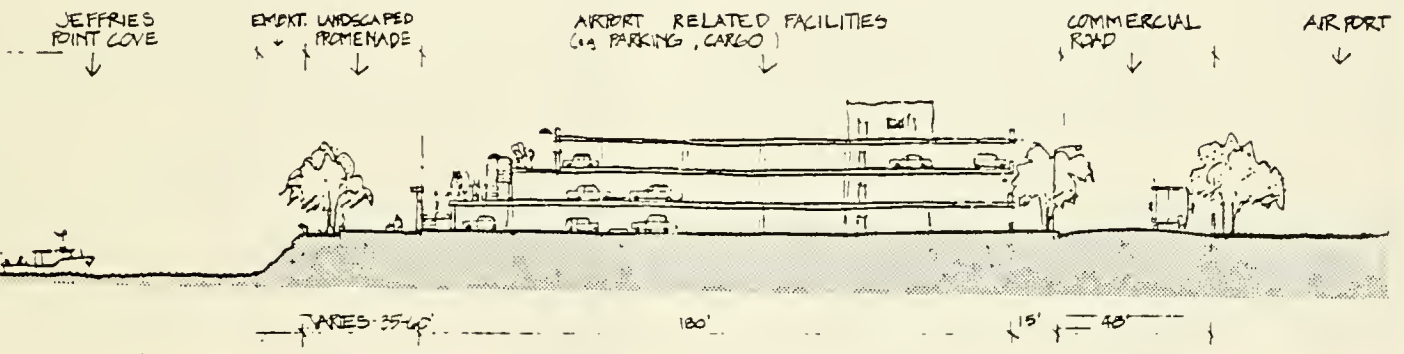 JEFFRIES
POINT COVE
EMBKT. LANDSCAPED
PROMENADE
AIRPORT RELATED FACILITIES
(e.g PARKING, CARGO)
COMMERCIAL
ROAD
AIRPORT
VARIES-35-60'
180'
15'
48'